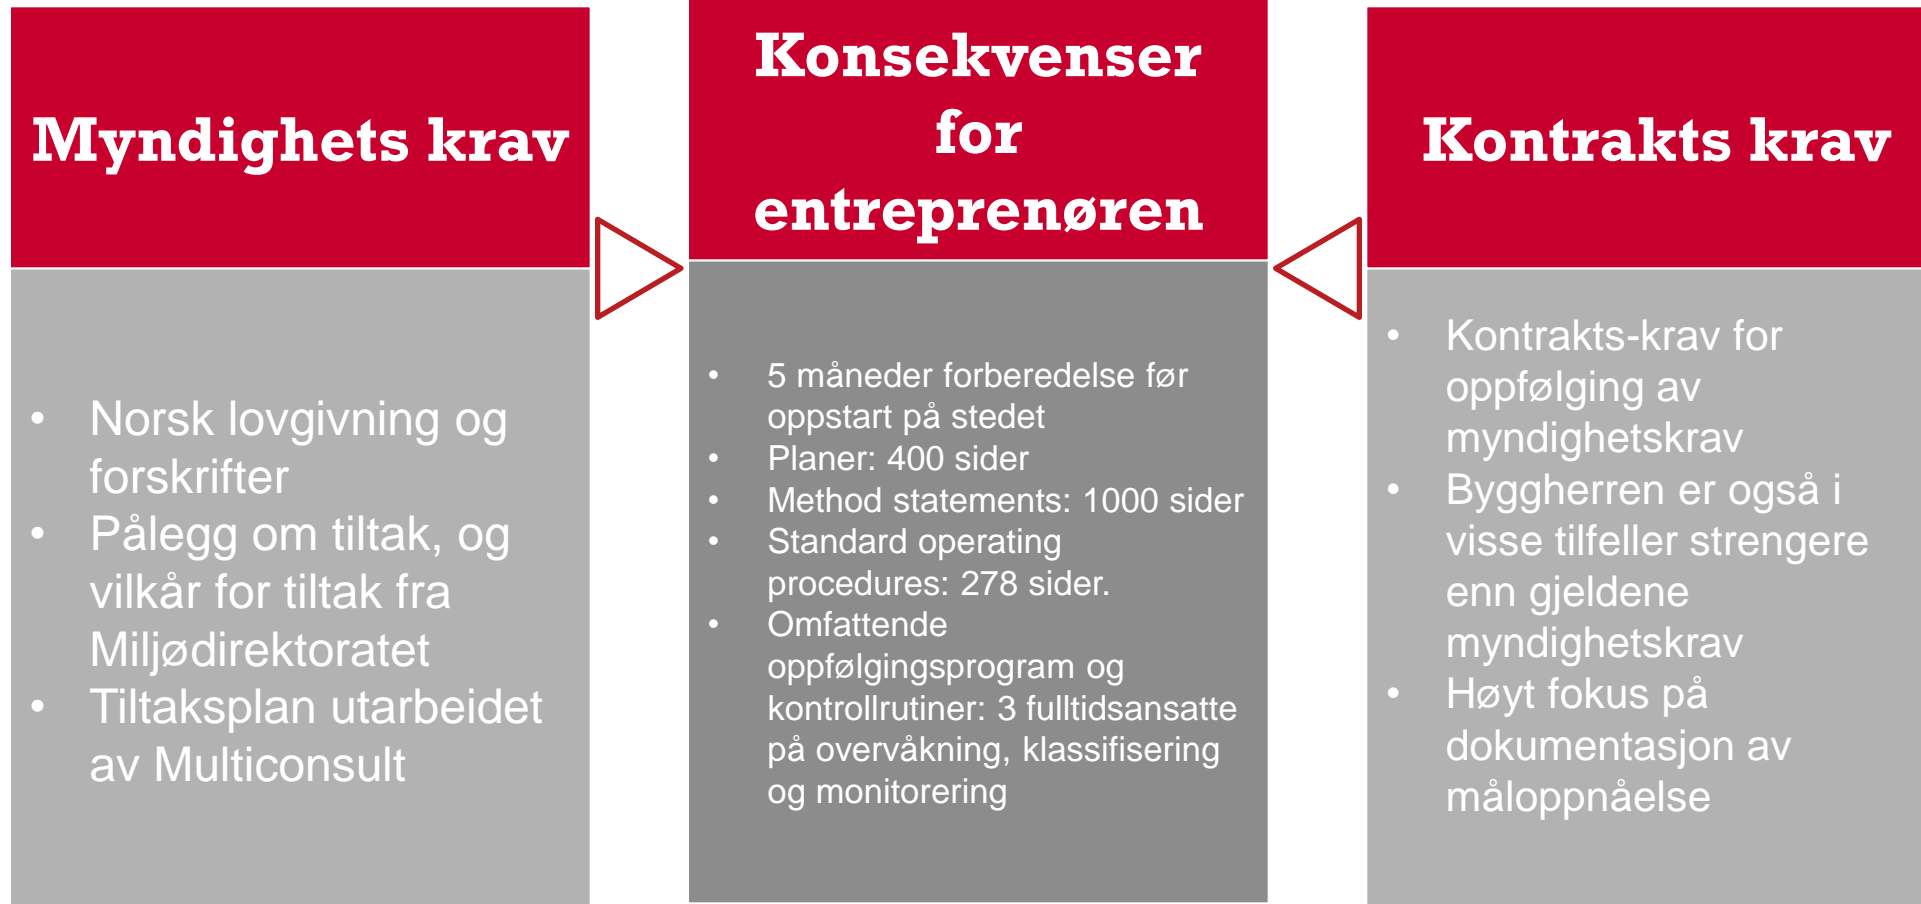 Myndighets krav
• Norsk lovgivning og
forskrifter
• Pålegg om tiltak, og
vilkår for tiltak fra
Miljødirektoratet
• Tiltaksplan utarbeidet
av Multiconsult
Konsekvenser
for
entreprenøren
• 5 måneder forberedelse før
oppstart på stedet
• Planer: 400 sider
• Method statements: 1000 sider
• Standard operating
procedures: 278 sider.
• Omfattende
oppfølgingsprogram og
kontrollrutiner: 3 fulltidsansatte
på overvåkning, klassifisering
og monitorering
Kontrakts krav
• Kontrakts-krav for
oppfølging av
myndighetskrav
• Byggherren er også i
visse tilfeller strengere
enn gjeldene
myndighetskrav
• Høyt fokus på
dokumentasjon av
måloppnåelse